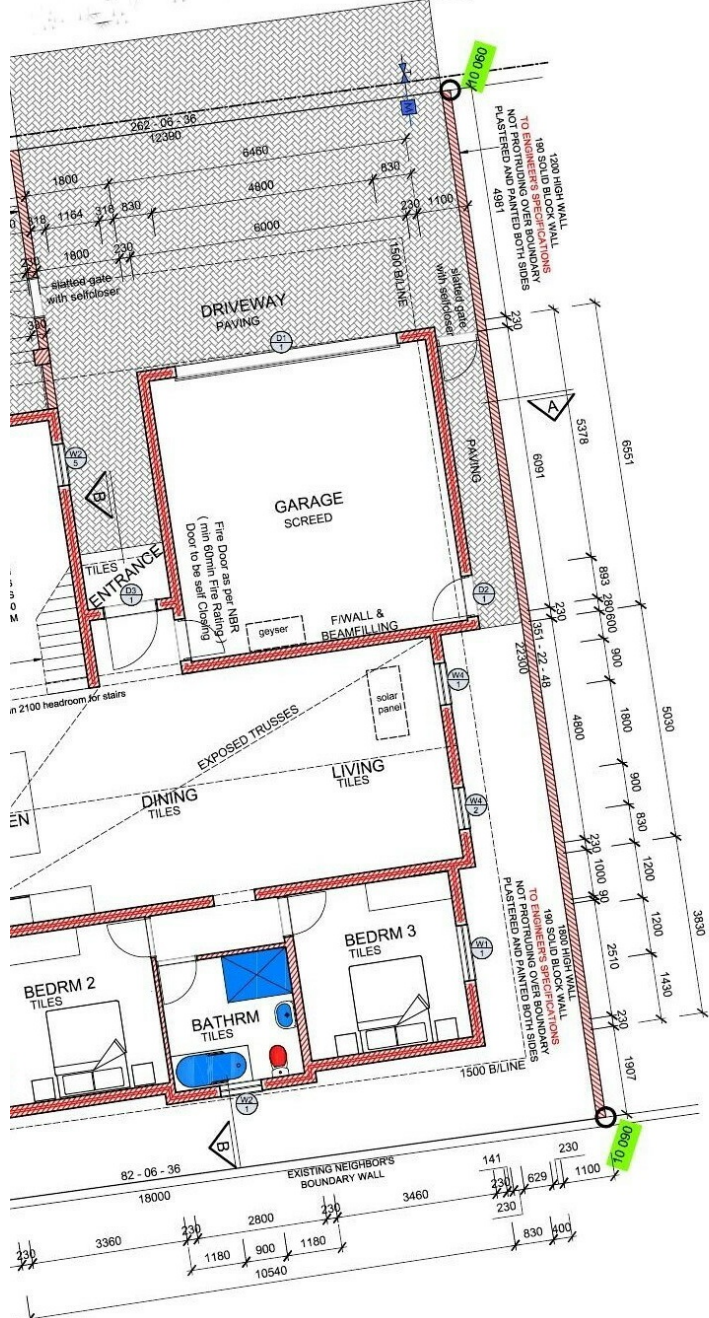 10 060
262 - 06 - 36
12390
6460
1800
830
4800
318
1164
318
830
230
1100
6000
230
1800
230
4981
1200 HIGH WALL
190 SOLID BLOCK WALL
TO ENGINEER'S SPECIFICATIONS
NOT PROTRUDING OVER BOUNDARY
PLASTERED AND PAINTED BOTH SIDES
M
1500 B/LINE
slatted gate
with selfcloser
slatted gate
with selfcloser
DRIVEWAY
PAVING
D1
1
230
A
5378
6551
6091
PAVING
W2
5
B
GARAGE
SCREED
Fire Door as per NBR
( min 60min Fire Rating )
Door to be self Closing
TILES
ENTRANCE
D3
1
D2
1
geyser
F/WALL &
BEAMFILLING
230
893
280
600
900
351 - 22 - 48
22300
4800
1800
5030
900
830
2100 headroom for stairs
W4
1
solar
panel
EXPOSED TRUSSES
LIVING
TILES
DINING
TILES
EN
W4
2
230
1000
90
1200
1200
3830
2510
1430
230
1907
1800 HIGH WALL
190 SOLID BLOCK WALL
TO ENGINEER'S SPECIFICATIONS
NOT PROTRUDING OVER BOUNDARY
PLASTERED AND PAINTED BOTH SIDES
BEDRM 3
TILES
W1
1
BEDRM 2
TILES
BATHRM
TILES
1500 B/LINE
W2
1
B
10 090
82 - 06 - 36
EXISTING NEIGHBOR'S
BOUNDARY WALL
18000
141
230
230
3360
230
2800
230
3460
230
629
1100
230
1180
900
1180
830
400
10540